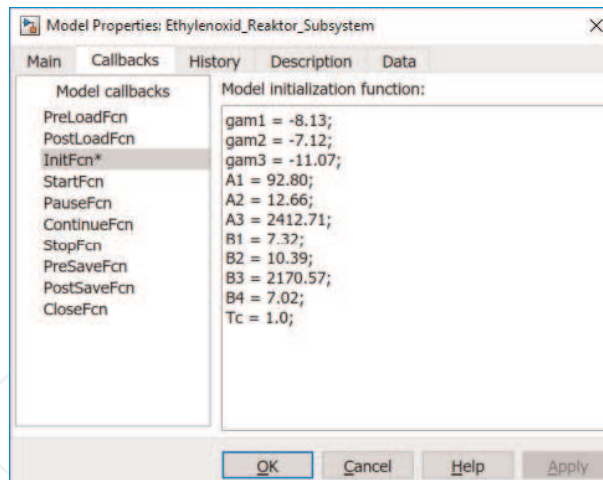 Model Properties: Ethylenoxid_Reaktor_Subsystem
Main Callbacks History Description Data
Model callbacks
PreLoadFcn
PostLoadFcn
InitFcn*
StartFcn
PauseFcn
ContinueFcn
StopFcn
PreSaveFcn
PostSaveFcn
CloseFcn
Model initialization function:
gam1 = -8.13;
gam2 = -7.12;
gam3 = -11.07;
A1 = 92.80;
A2 = 12.66;
A3 = 2412.71;
B1 = 7.32;
B2 = 10.39;
B3 = 2170.57;
B4 = 7.02;
Tc = 1.0;
OK Cancel Help Apply